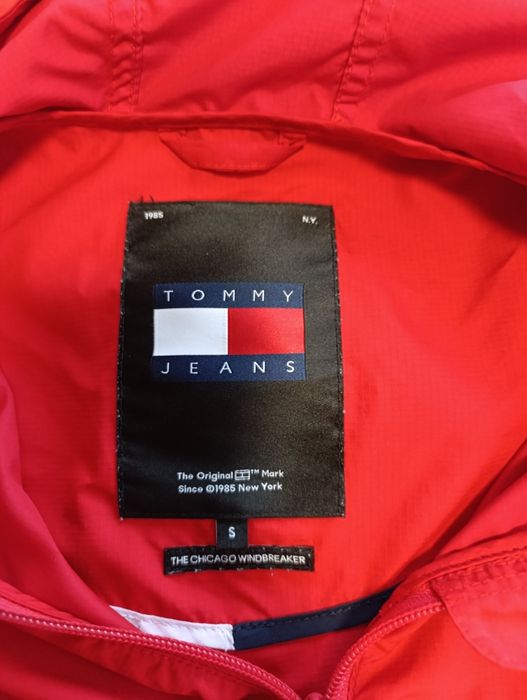 1985 N.Y.
TOMMY
JEANS
The Original ™ Mark
Since ©1985 New York
S
THE CHICAGO WINDBREAKER